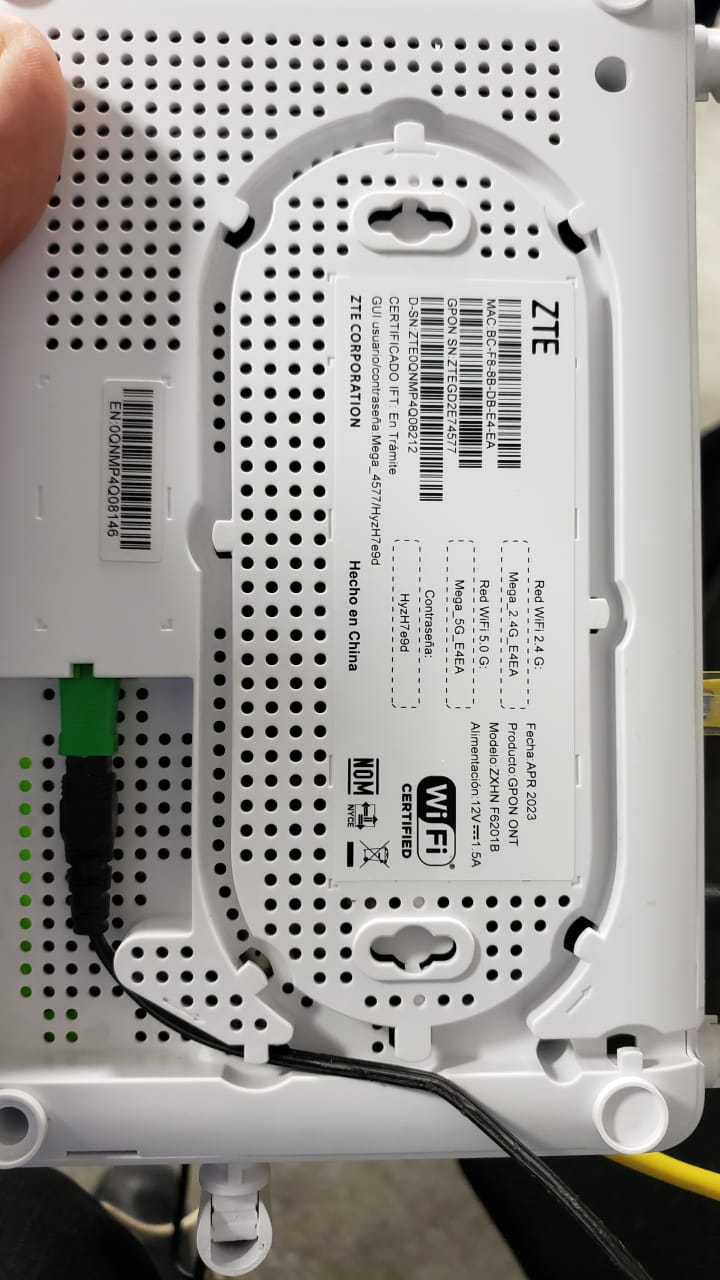 ZTE
MAC:BC-F8-8B-DB-E4-EA
GPON SN:ZTEGD2E74577
D-SN:ZTE0QNMP4Q08212
CERTIFICADO IFT: En Trámite
GUI usuario/contraseña:Mega_4577/HyzH7e9d
ZTE CORPORATION
Hecho en China
Red WiFi 2.4 G:
Mega_2.4G_E4EA
Red WiFi 5.0 G:
Mega_5G_E4EA
Contraseña:
HyzH7e9d
Fecha:APR 2023
Producto:GPON ONT
Modelo:ZXHN F6201B
Alimentación:12V⎓1.5A
WiFi®
CERTIFIED
NOM
NYCE
EN:0QNMP4Q08146